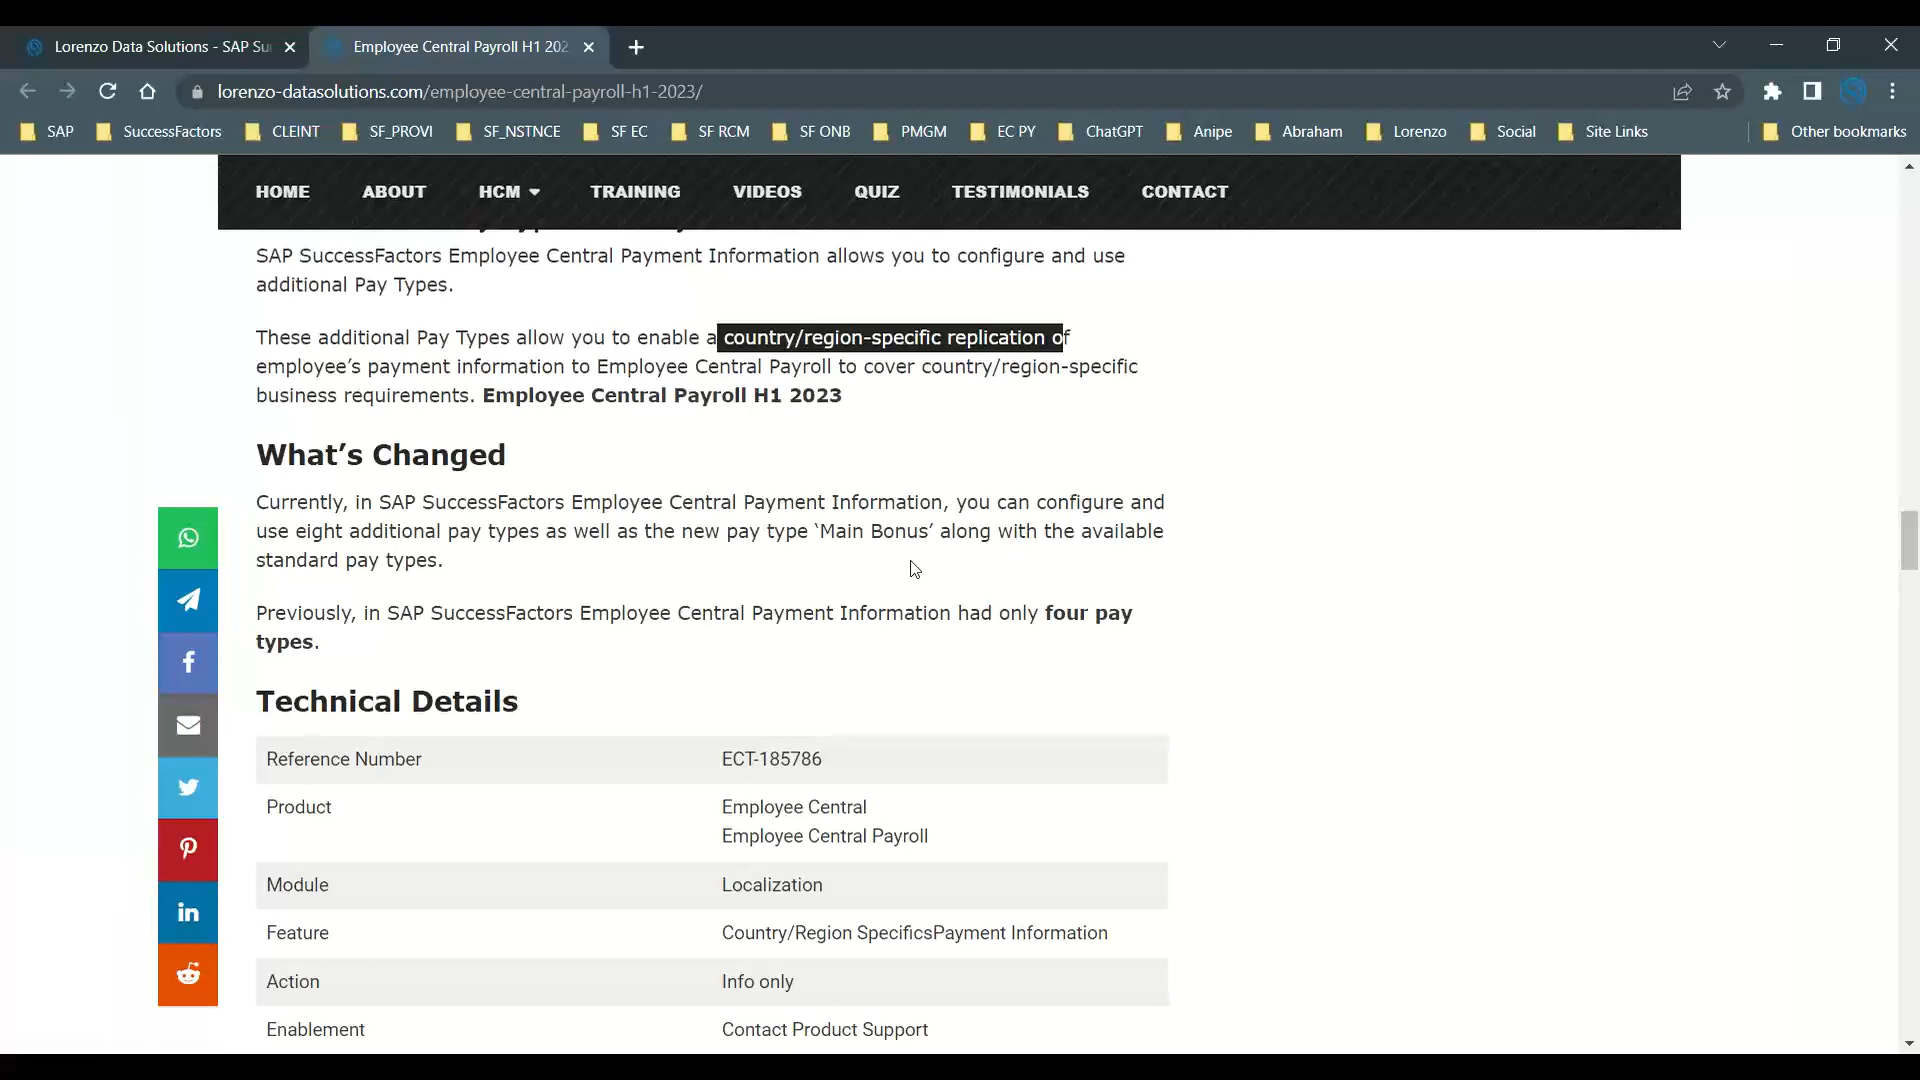 Lorenzo Data Solutions - SAP Su
Employee Central Payroll H1 202
lorenzo-datasolutions.com/employee-central-payroll-h1-2023/
SAP SuccessFactors CLEINT SF_PROVI SF_NSTNCE SF EC SF RCM SF ONB PMGM EC PY ChatGPT Anipe Abraham Lorenzo Social Site Links Other bookmarks
HOME ABOUT HCM TRAINING VIDEOS QUIZ TESTIMONIALS CONTACT
SAP SuccessFactors Employee Central Payment Information allows you to configure and use
additional Pay Types.
These additional Pay Types allow you to enable a country/region-specific replication of
employee’s payment information to Employee Central Payroll to cover country/region-specific
business requirements. Employee Central Payroll H1 2023
What’s Changed
Currently, in SAP SuccessFactors Employee Central Payment Information, you can configure and
use eight additional pay types as well as the new pay type ‘Main Bonus’ along with the available
standard pay types.
Previously, in SAP SuccessFactors Employee Central Payment Information had only four pay
types.
Technical Details
Reference Number ECT-185786
Product Employee Central
Employee Central Payroll
Module Localization
Feature Country/Region SpecificsPayment Information
Action Info only
Enablement Contact Product Support